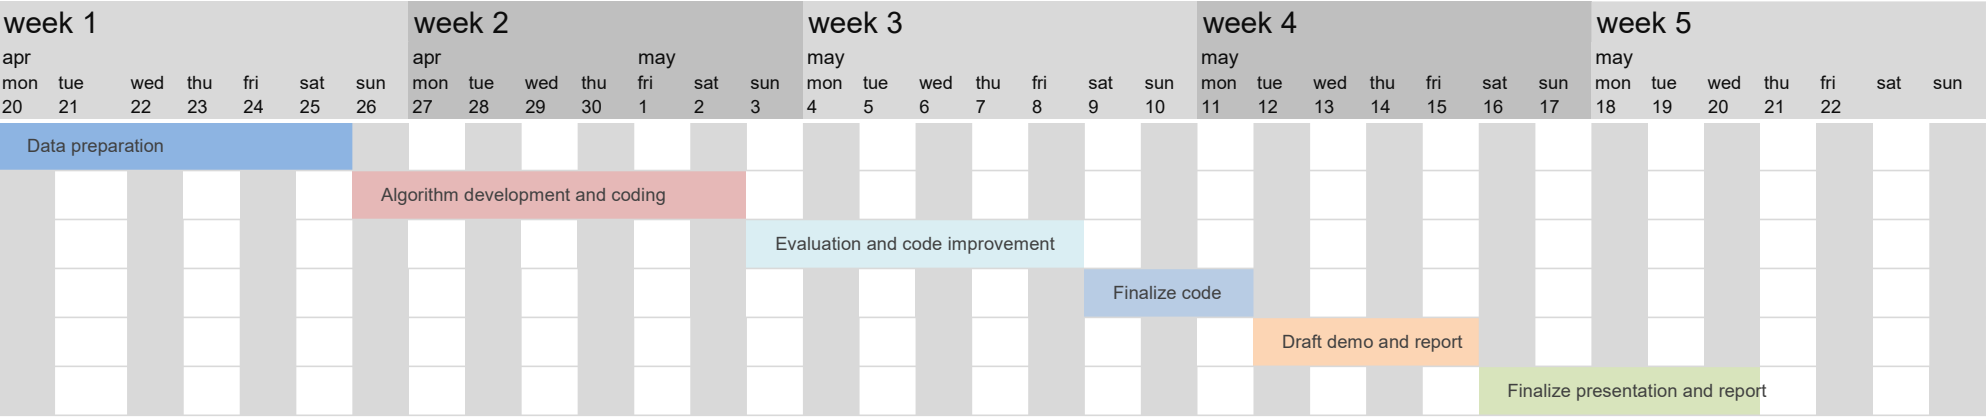 week 1 week 2 week 3 week 4 week 5
apr apr may may may may
mon tue wed thu fri sat sun mon tue wed thu fri sat sun mon tue wed thu fri sat sun mon tue wed thu fri sat sun mon tue wed thu fri sat sun
20 21 22 23 24 25 26 27 28 29 30 1 2 3 4 5 6 7 8 9 10 11 12 13 14 15 16 17 18 19 20 21 22
Data preparation
Algorithm development and coding
Evaluation and code improvement
Finalize code
Draft demo and report
Finalize presentation and report